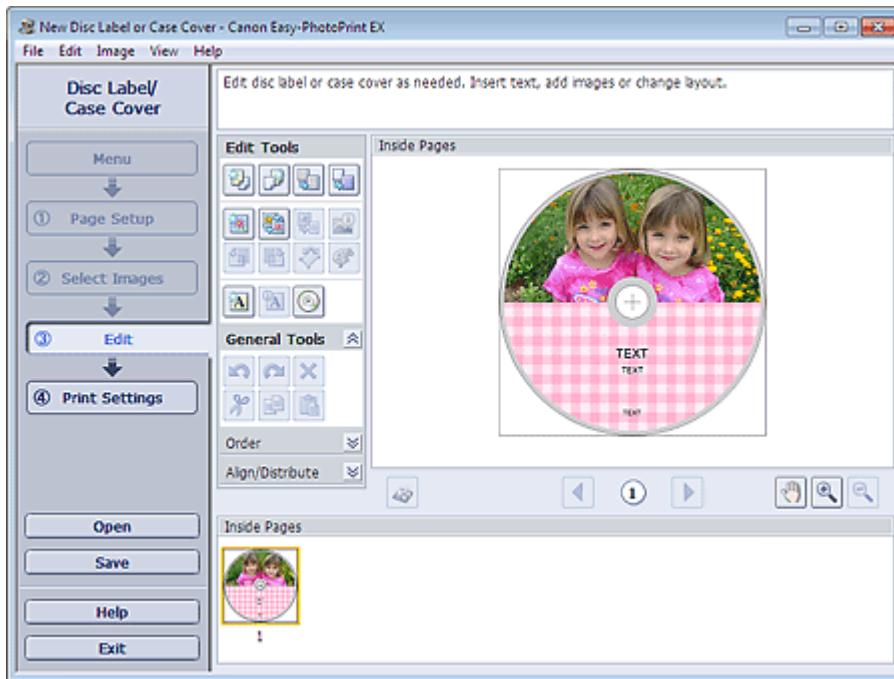 New Disc Label or Case Cover - Canon Easy-PhotoPrint EX
File Edit Image View Help
Disc Label/
Case Cover
Menu
① Page Setup
② Select Images
③ Edit
④ Print Settings
Open
Save
Help
Exit
Edit disc label or case cover as needed. Insert text, add images or change layout.
Edit Tools
General Tools
Order
Align/Distribute
Inside Pages
TEXT
TEXT
TEXT
1
Inside Pages
1